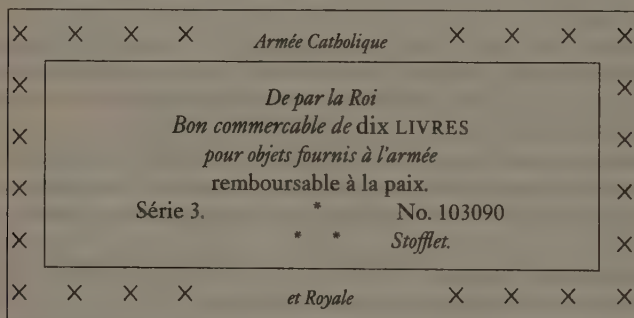 Armée Catholique
De par la Roi
Bon commercable de dix LIVRES
pour objets fournis à l'armée
remboursable à la paix.
Série 3. * No. 103090
* * Stofflet.
et Royale